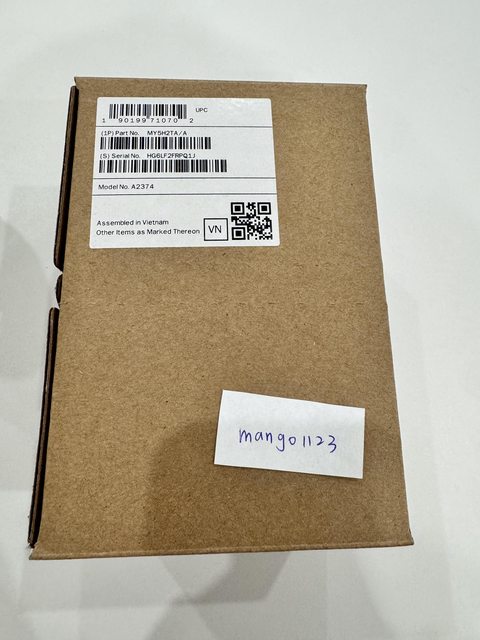 UPC
1 90199 71070 2
(1P) Part No. MY5H2TA/A
(S) Serial No. HG6LF2FRPQ1J
Model No. A2374
Assembled in Vietnam
Other Items as Marked Thereon
VN
mango1123